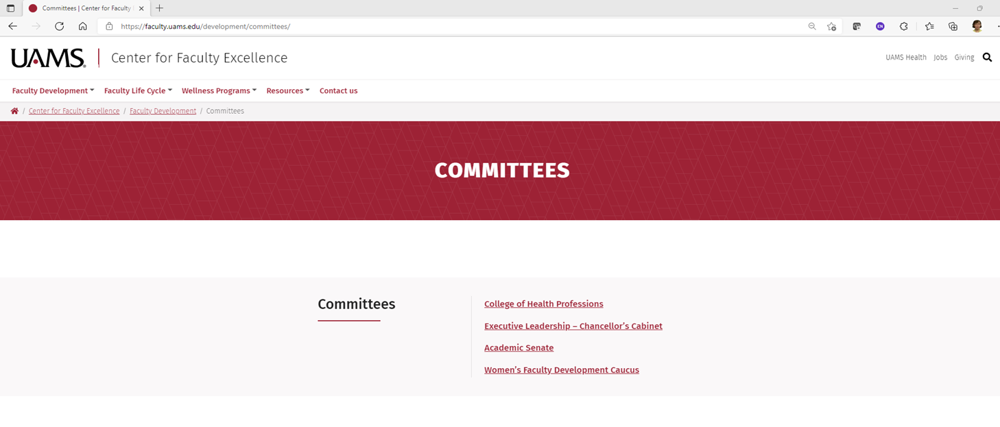 Committees | Center for Faculty
https://faculty.uams.edu/development/committees/
EN
UAMS® Center for Faculty Excellence
UAMS Health Jobs Giving
Faculty Development Faculty Life Cycle Wellness Programs Resources Contact us
/ Center for Faculty Excellence / Faculty Development / Committees
COMMITTEES
Committees
College of Health Professions
Executive Leadership – Chancellor’s Cabinet
Academic Senate
Women’s Faculty Development Caucus